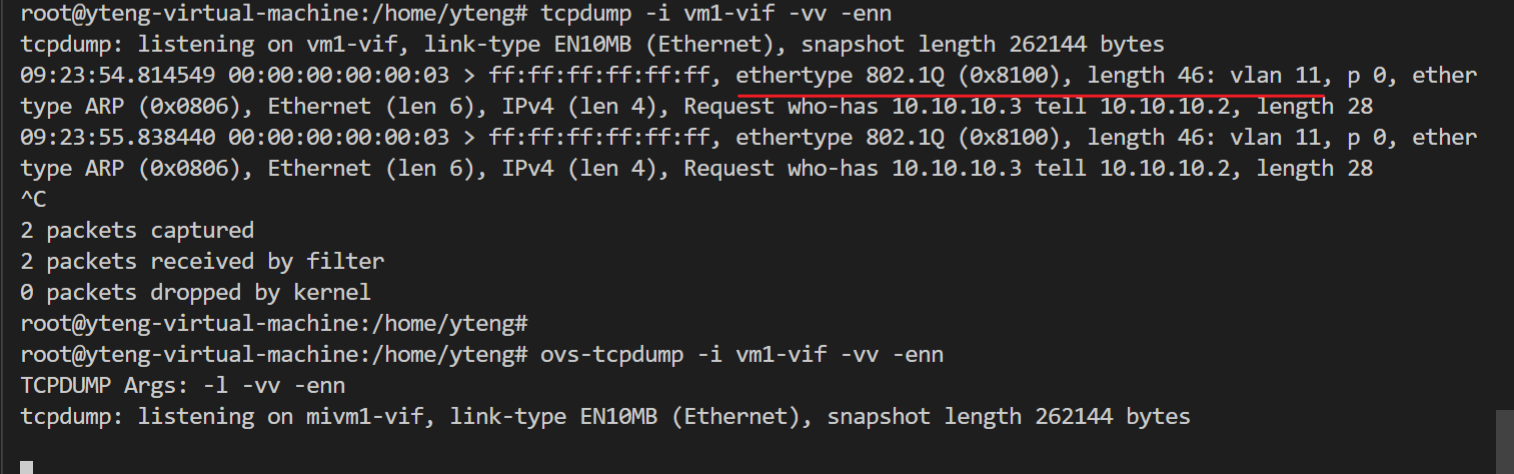 root@yteng-virtual-machine:/home/yteng# tcpdump -i vm1-vif -vv -enn
tcpdump: listening on vm1-vif, link-type EN10MB (Ethernet), snapshot length 262144 bytes
09:23:54.814549 00:00:00:00:00:03 > ff:ff:ff:ff:ff:ff, ethertype 802.1Q (0x8100), length 46: vlan 11, p 0, ether
type ARP (0x0806), Ethernet (len 6), IPv4 (len 4), Request who-has 10.10.10.3 tell 10.10.10.2, length 28
09:23:55.838440 00:00:00:00:00:03 > ff:ff:ff:ff:ff:ff, ethertype 802.1Q (0x8100), length 46: vlan 11, p 0, ether
type ARP (0x0806), Ethernet (len 6), IPv4 (len 4), Request who-has 10.10.10.3 tell 10.10.10.2, length 28
^C
2 packets captured
2 packets received by filter
0 packets dropped by kernel
root@yteng-virtual-machine:/home/yteng#
root@yteng-virtual-machine:/home/yteng# ovs-tcpdump -i vm1-vif -vv -enn
TCPDUMP Args: -l -vv -enn
tcpdump: listening on mivm1-vif, link-type EN10MB (Ethernet), snapshot length 262144 bytes